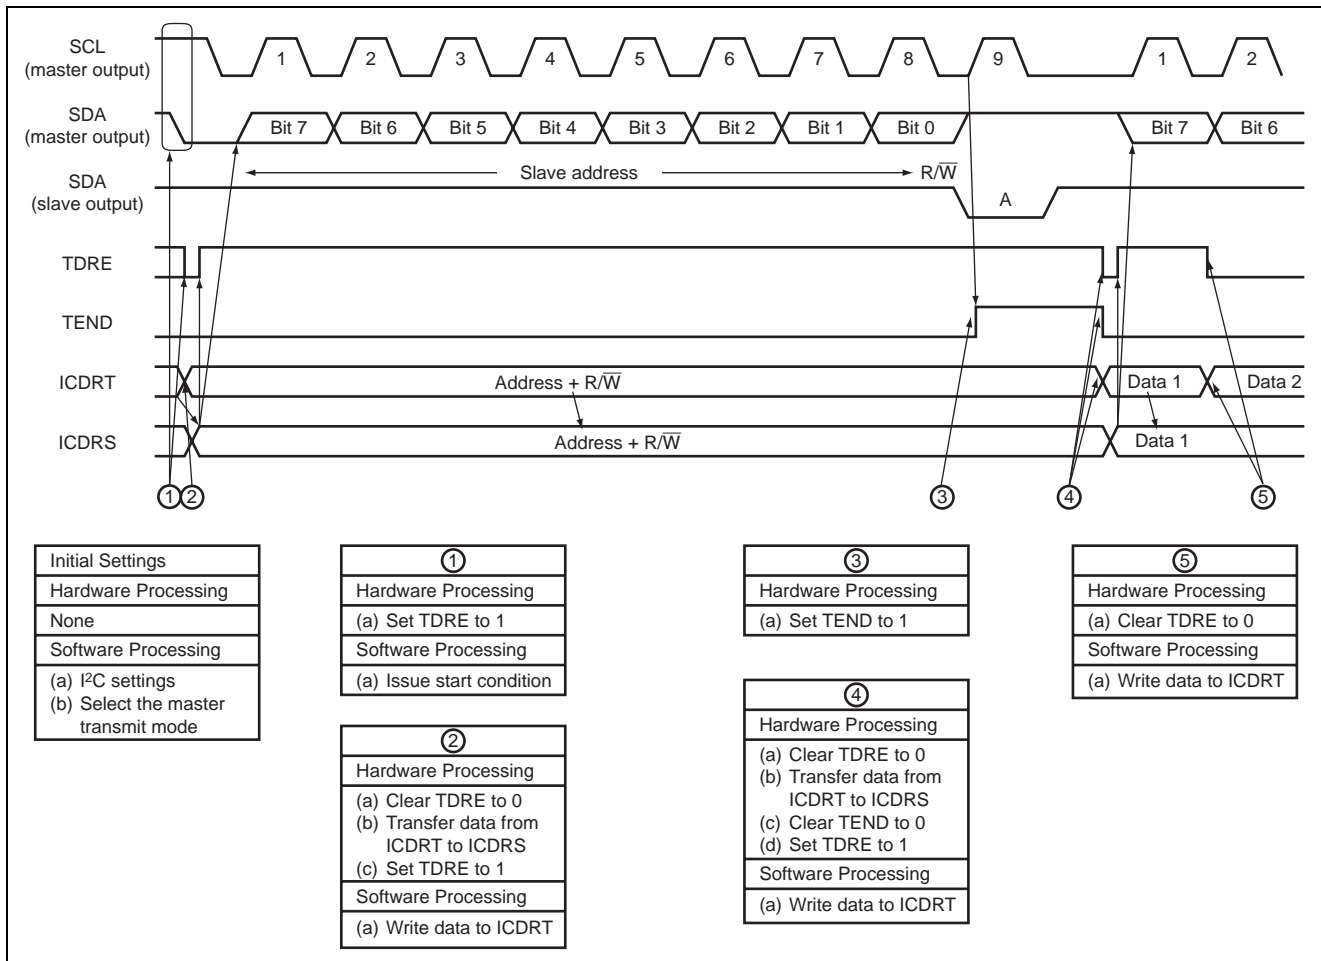 SCL
(master output)
1 2 3 4 5 6 7 8 9 1 2
SDA
(master output)
Bit 7 Bit 6 Bit 5 Bit 4 Bit 3 Bit 2 Bit 1 Bit 0 Bit 7 Bit 6
Slave address R/W̅
SDA
(slave output)
A
TDRE
TEND
ICDRT
Address + R/W̅ Data 1 Data 2
ICDRS
Address + R/W̅ Data 1
① ② ③ ④ ⑤
Initial Settings
Hardware Processing
None
Software Processing
(a) I²C settings
(b) Select the master
transmit mode
①
Hardware Processing
(a) Set TDRE to 1
Software Processing
(a) Issue start condition
②
Hardware Processing
(a) Clear TDRE to 0
(b) Transfer data from
ICDRT to ICDRS
(c) Set TDRE to 1
Software Processing
(a) Write data to ICDRT
③
Hardware Processing
(a) Set TEND to 1
④
Hardware Processing
(a) Clear TDRE to 0
(b) Transfer data from
ICDRT to ICDRS
(c) Clear TEND to 0
(d) Set TDRE to 1
Software Processing
(a) Write data to ICDRT
⑤
Hardware Processing
(a) Clear TDRE to 0
Software Processing
(a) Write data to ICDRT